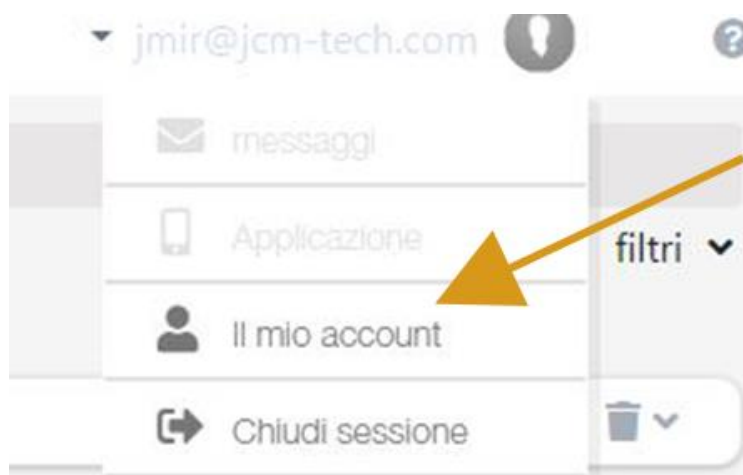 jmir@jcm-tech.com
messaggi
Applicazione
filtri
Il mio account
Chiudi sessione